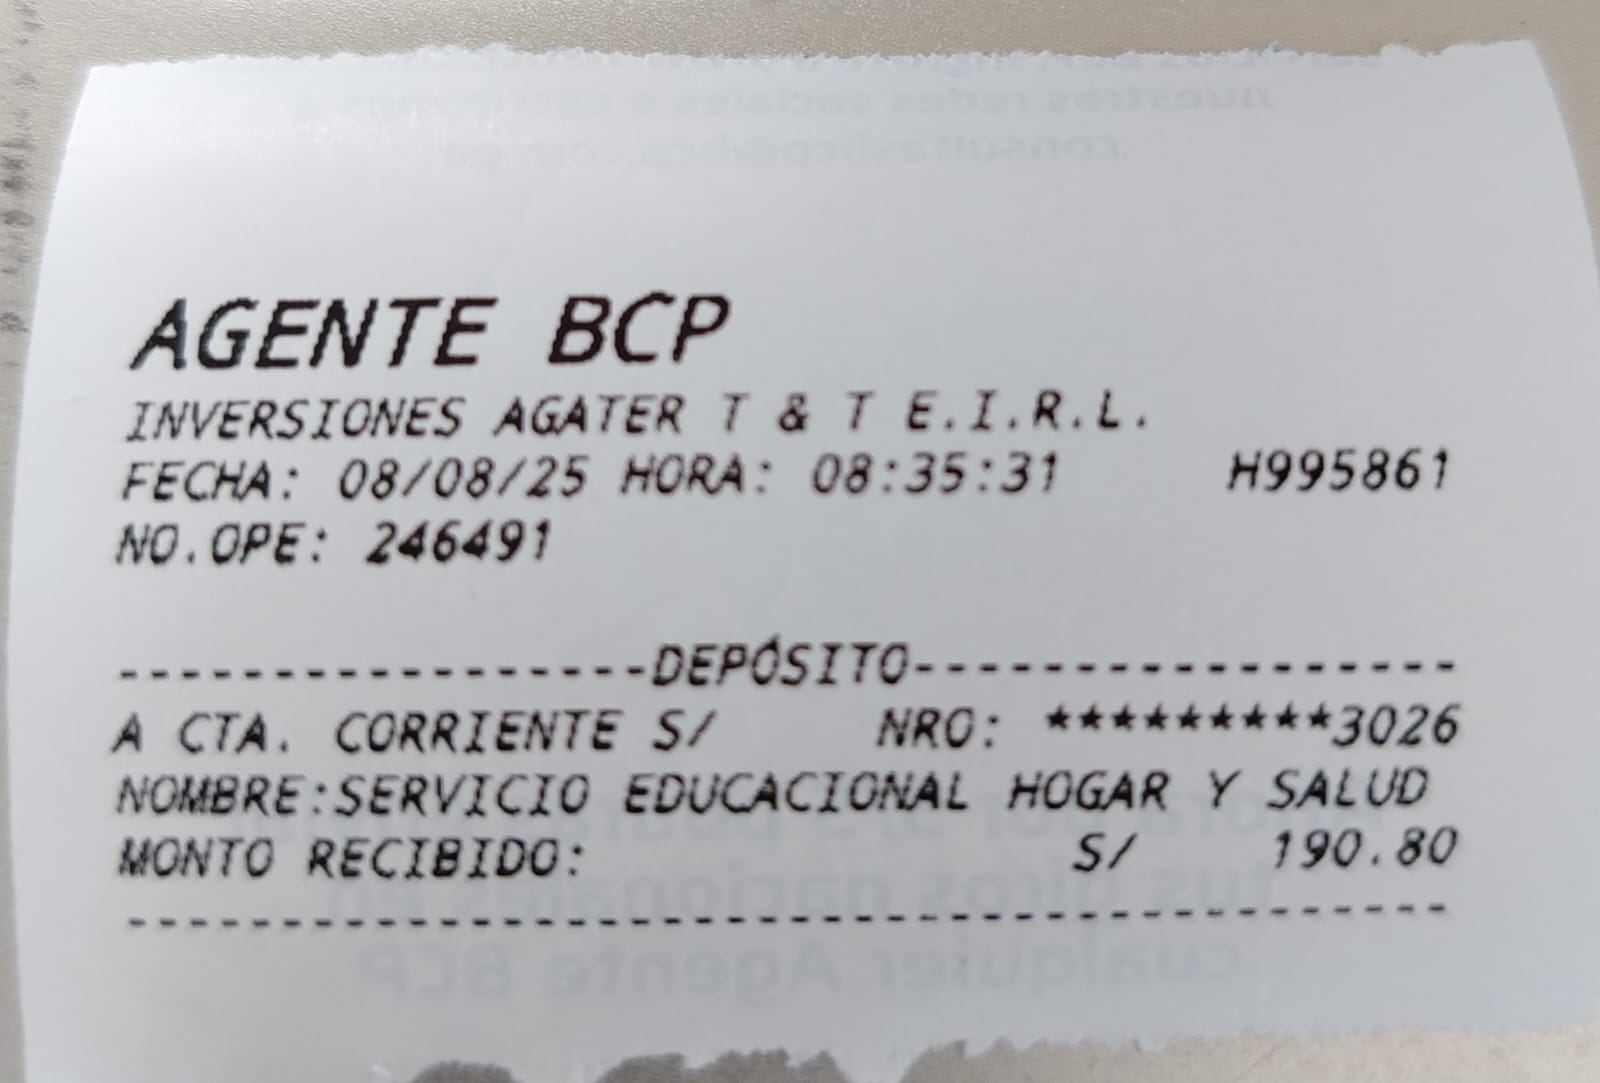 AGENTE BCP
INVERSIONES AGATER T & T E.I.R.L.
FECHA: 08/08/25 HORA: 08:35:31 H995861
NO.OPE: 246491
-----------------DEPÓSITO-----------------
A CTA. CORRIENTE S/ NRO: *********3026
NOMBRE:SERVICIO EDUCACIONAL HOGAR Y SALUD
MONTO RECIBIDO: S/ 190.80
-----------------------------------------